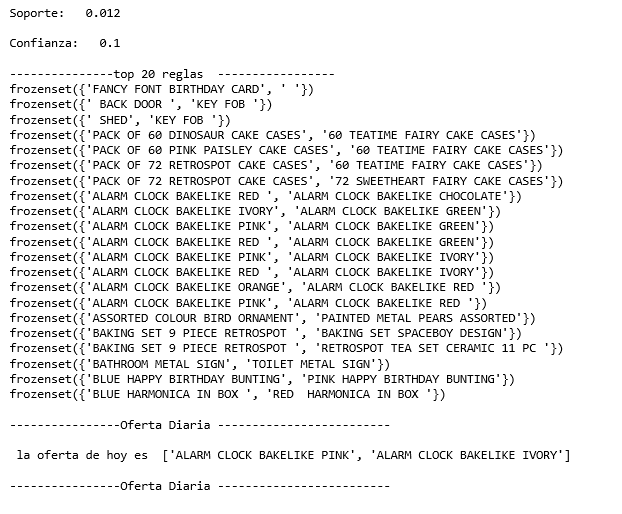 Soporte:   0.012
Confianza:   0.1
---------------top 20 reglas  -----------------
frozenset({'FANCY FONT BIRTHDAY CARD', ' '})
frozenset({' BACK DOOR ', 'KEY FOB '})
frozenset({' SHED', 'KEY FOB '})
frozenset({'PACK OF 60 DINOSAUR CAKE CASES', '60 TEATIME FAIRY CAKE CASES'})
frozenset({'PACK OF 60 PINK PAISLEY CAKE CASES', '60 TEATIME FAIRY CAKE CASES'})
frozenset({'PACK OF 72 RETROSPOT CAKE CASES', '60 TEATIME FAIRY CAKE CASES'})
frozenset({'PACK OF 72 RETROSPOT CAKE CASES', '72 SWEETHEART FAIRY CAKE CASES'})
frozenset({'ALARM CLOCK BAKELIKE RED ', 'ALARM CLOCK BAKELIKE CHOCOLATE'})
frozenset({'ALARM CLOCK BAKELIKE IVORY', 'ALARM CLOCK BAKELIKE GREEN'})
frozenset({'ALARM CLOCK BAKELIKE PINK', 'ALARM CLOCK BAKELIKE GREEN'})
frozenset({'ALARM CLOCK BAKELIKE RED ', 'ALARM CLOCK BAKELIKE GREEN'})
frozenset({'ALARM CLOCK BAKELIKE PINK', 'ALARM CLOCK BAKELIKE IVORY'})
frozenset({'ALARM CLOCK BAKELIKE RED ', 'ALARM CLOCK BAKELIKE IVORY'})
frozenset({'ALARM CLOCK BAKELIKE ORANGE', 'ALARM CLOCK BAKELIKE RED '})
frozenset({'ALARM CLOCK BAKELIKE PINK', 'ALARM CLOCK BAKELIKE RED '})
frozenset({'ASSORTED COLOUR BIRD ORNAMENT', 'PAINTED METAL PEARS ASSORTED'})
frozenset({'BAKING SET 9 PIECE RETROSPOT ', 'BAKING SET SPACEBOY DESIGN'})
frozenset({'BAKING SET 9 PIECE RETROSPOT ', 'RETROSPOT TEA SET CERAMIC 11 PC '})
frozenset({'BATHROOM METAL SIGN', 'TOILET METAL SIGN'})
frozenset({'BLUE HAPPY BIRTHDAY BUNTING', 'PINK HAPPY BIRTHDAY BUNTING'})
frozenset({'BLUE HARMONICA IN BOX ', 'RED  HARMONICA IN BOX '})
----------------Oferta Diaria -------------------------
la oferta de hoy es  ['ALARM CLOCK BAKELIKE PINK', 'ALARM CLOCK BAKELIKE IVORY']
----------------Oferta Diaria -------------------------